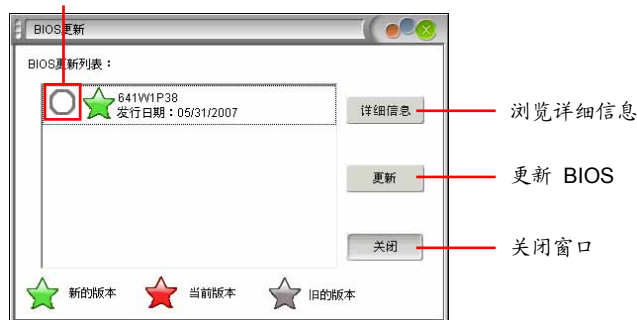 BIOS更新
BIOS更新列表：
641W1P38
发行日期：05/31/2007
详细信息
浏览详细信息
更新
更新 BIOS
关闭
关闭窗口
新的版本
当前版本
旧的版本